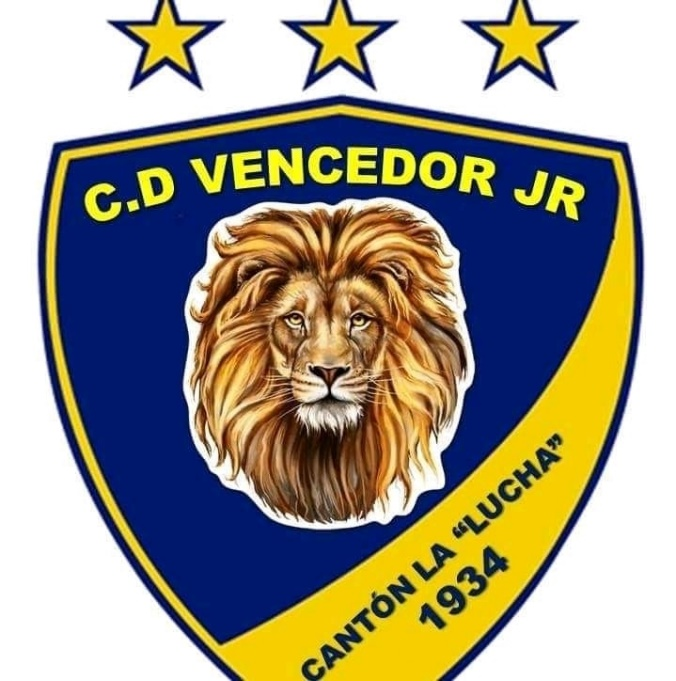 C.D VENCEDOR JR
CANTÓN LA “LUCHA”
1934